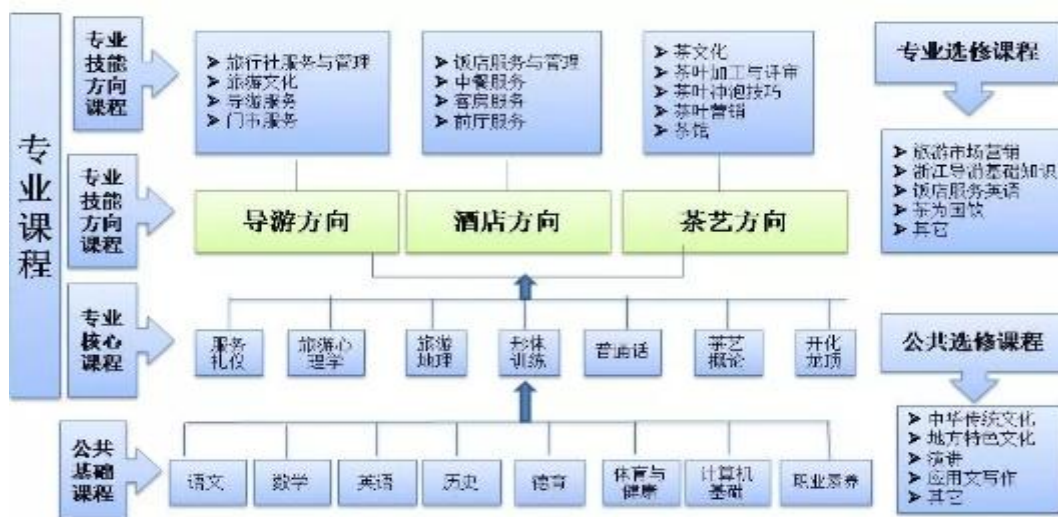 专业课程
专业
技能
方向
课程
旅行社服务与管理
旅游文化
导游服务
门市服务
饭店服务与管理
中餐服务
客房服务
前厅服务
茶文化
茶叶加工与评审
茶叶冲泡技巧
茶叶营销
茶馆
专业选修课程
旅游市场营销
浙江导游基础知识
饭店服务英语
茶为国饮
其它
专业
技能
方向
课程
导游方向
酒店方向
茶艺方向
专业
核心
课程
服务
礼仪
旅游心
理学
旅游
地理
形体
训练
普通话
茶艺
概论
开化
龙顶
公共选修课程
中华传统文化
地方特色文化
演讲
应用文写作
其它
公共
基础
课程
语文
数学
英语
历史
德育
体育与
健康
计算机
基础
职业素养